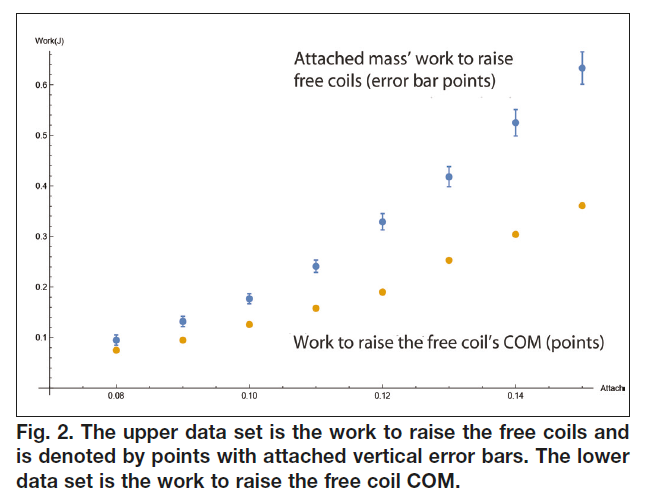 Work(J)
Attached mass' work to raise
free coils (error bar points)
0.6
0.5
0.4
0.3
0.2
0.1
Work to raise the free coil's COM (points)
0.08
0.10
0.12
0.14
Fig. 2. The upper data set is the work to raise the free coils and
is denoted by points with attached vertical error bars. The lower
data set is the work to raise the free coil COM.